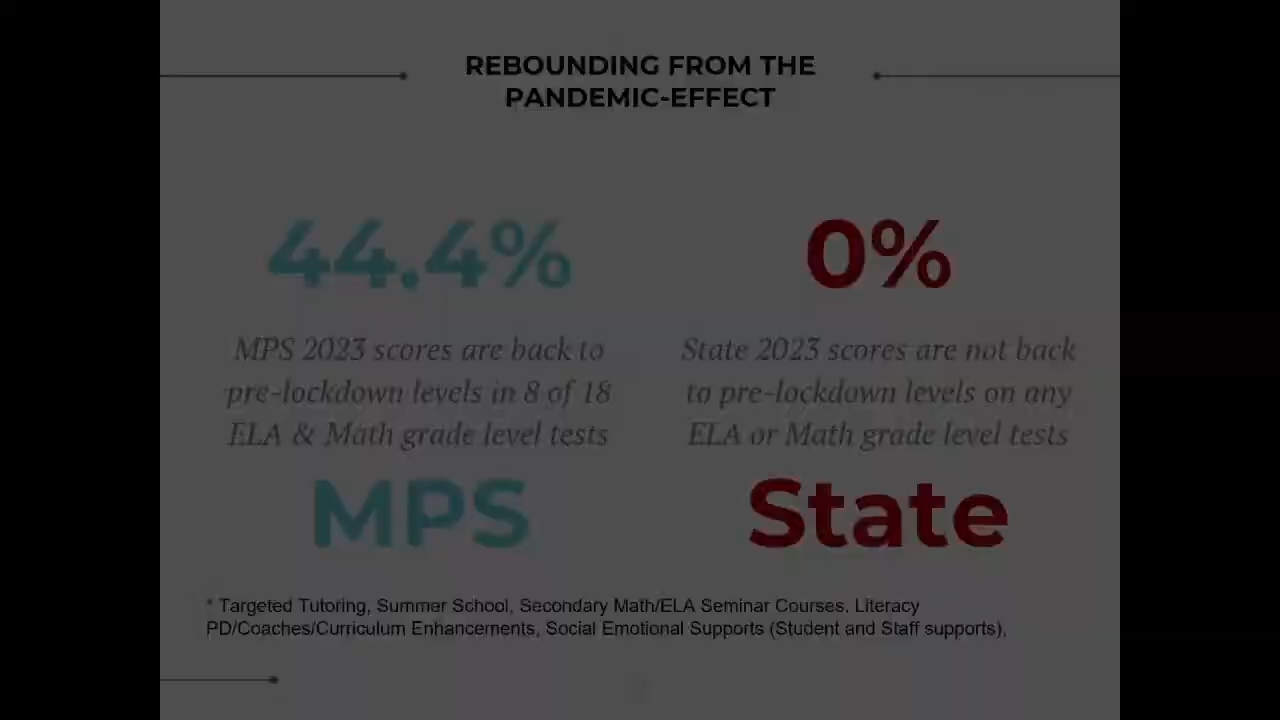 REBOUNDING FROM THE
PANDEMIC-EFFECT
44.4%
MPS 2023 scores are back to
pre-lockdown levels in 8 of 18
ELA & Math grade level tests
MPS
0%
State 2023 scores are not back
to pre-lockdown levels on any
ELA or Math grade level tests
State
* Targeted Tutoring, Summer School, Secondary Math/ELA Seminar Courses, Literacy
PD/Coaches/Curriculum Enhancements, Social Emotional Supports (Student and Staff supports),